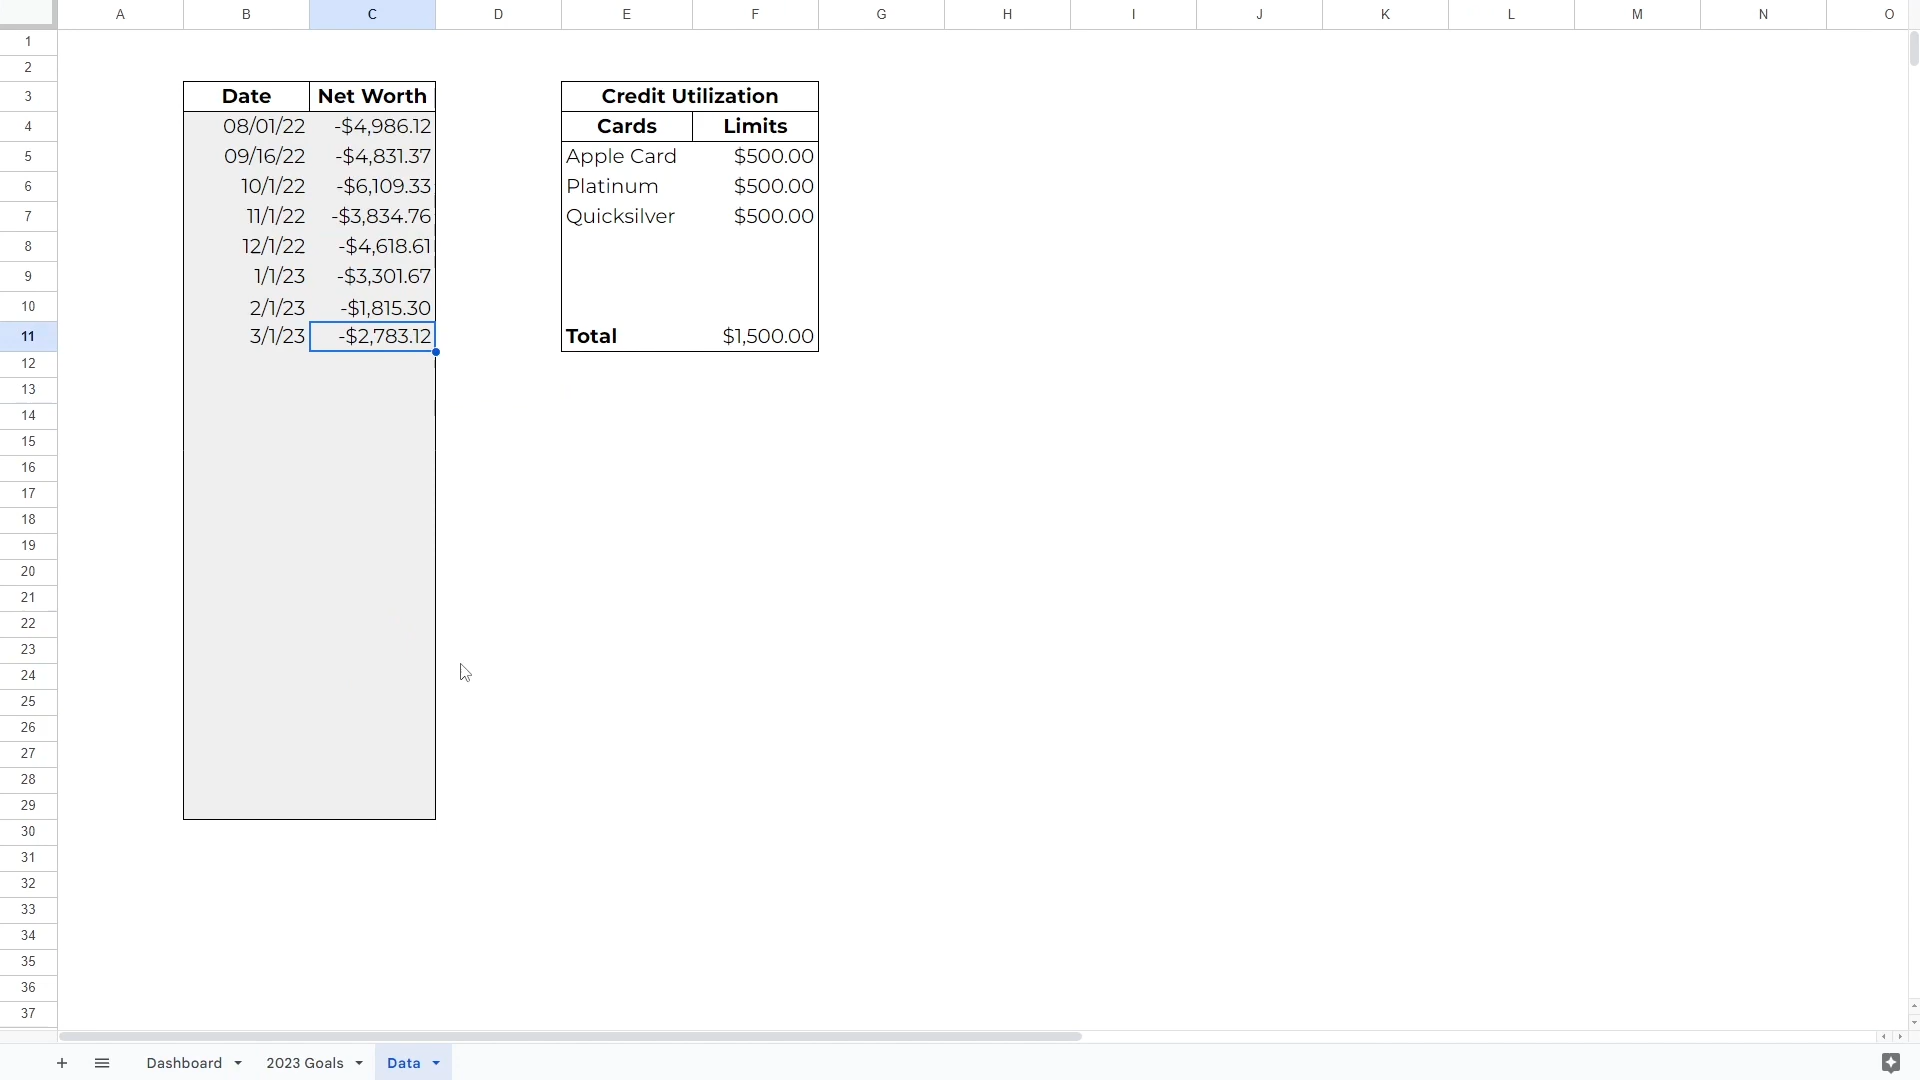 A B C D E F G H I J K L M N O
1
2
3 Date Net Worth Credit Utilization
4 08/01/22 -$4,986.12 Cards Limits
5 09/16/22 -$4,831.37 Apple Card $500.00
6 10/1/22 -$6,109.33 Platinum $500.00
7 11/1/22 -$3,834.76 Quicksilver $500.00
8 12/1/22 -$4,618.61
9 1/1/23 -$3,301.67
10 2/1/23 -$1,815.30
11 3/1/23 -$2,783.12 Total $1,500.00
12
13
14
15
16
17
18
19
20
21
22
23
24
25
26
27
28
29
30
31
32
33
34
35
36
37
Dashboard 2023 Goals Data